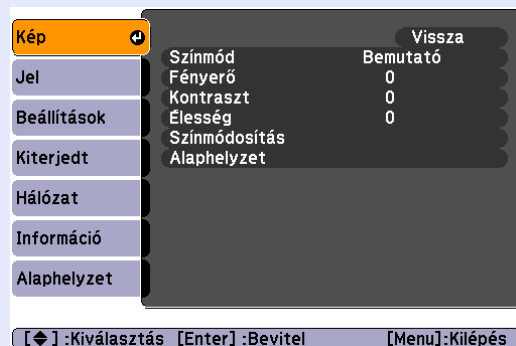 Kép
Jel
Beállítások
Kiterjedt
Hálózat
Információ
Alaphelyzet
Vissza
Színmód Bemutató
Fényerő 0
Kontraszt 0
Élesség 0
Színmódosítás
Alaphelyzet
[◆] :Kiválasztás [Enter] :Bevitel [Menu]:Kilépés